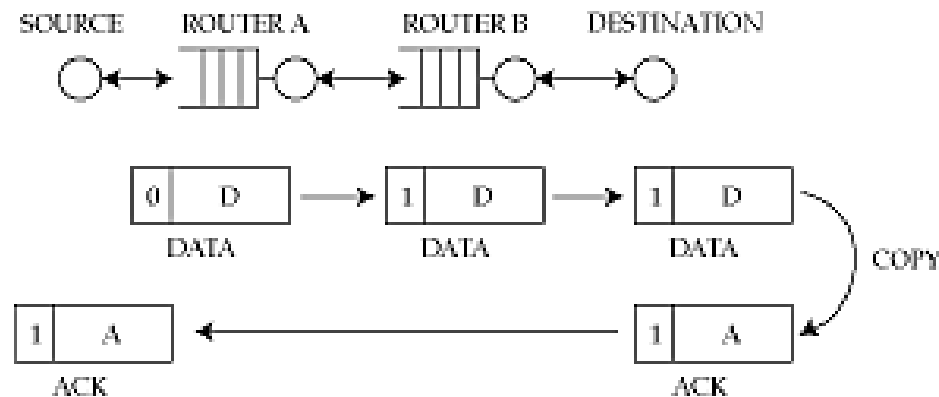 SOURCE ROUTER A ROUTER B DESTINATION
0 D 1 D 1 D
DATA DATA DATA
COPY
1 A 1 A
ACK ACK